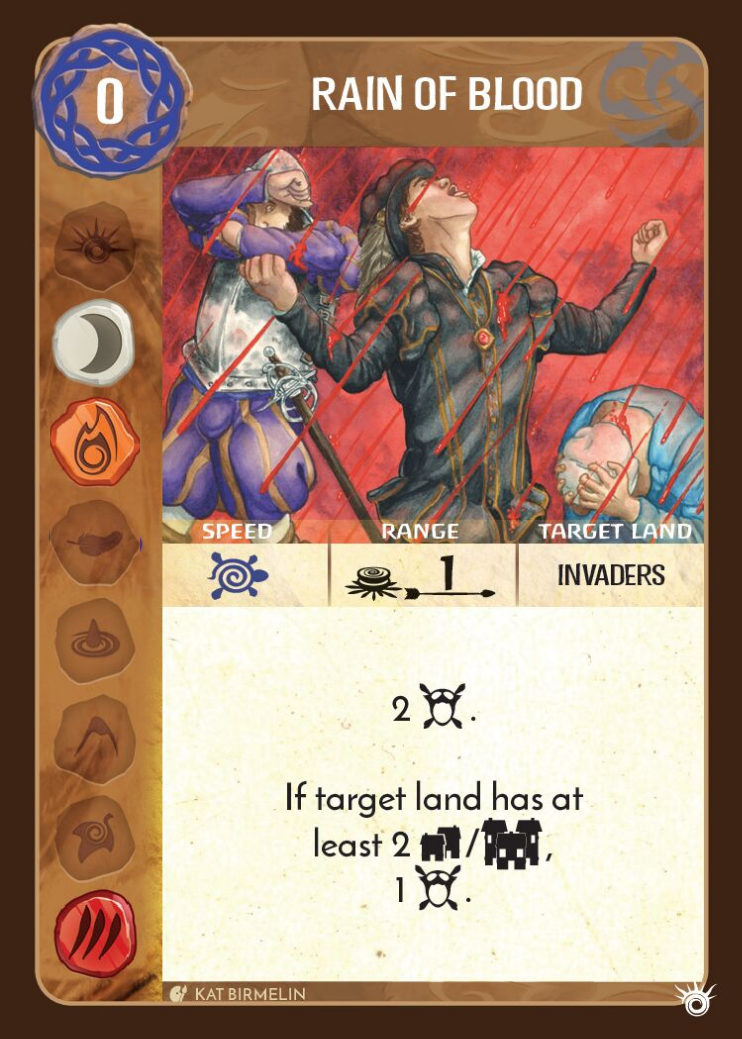 0
RAIN OF BLOOD
SPEED RANGE TARGET LAND
1 INVADERS
2 .
If target land has at
least 2 / ,
1 .
KAT BIRMELIN